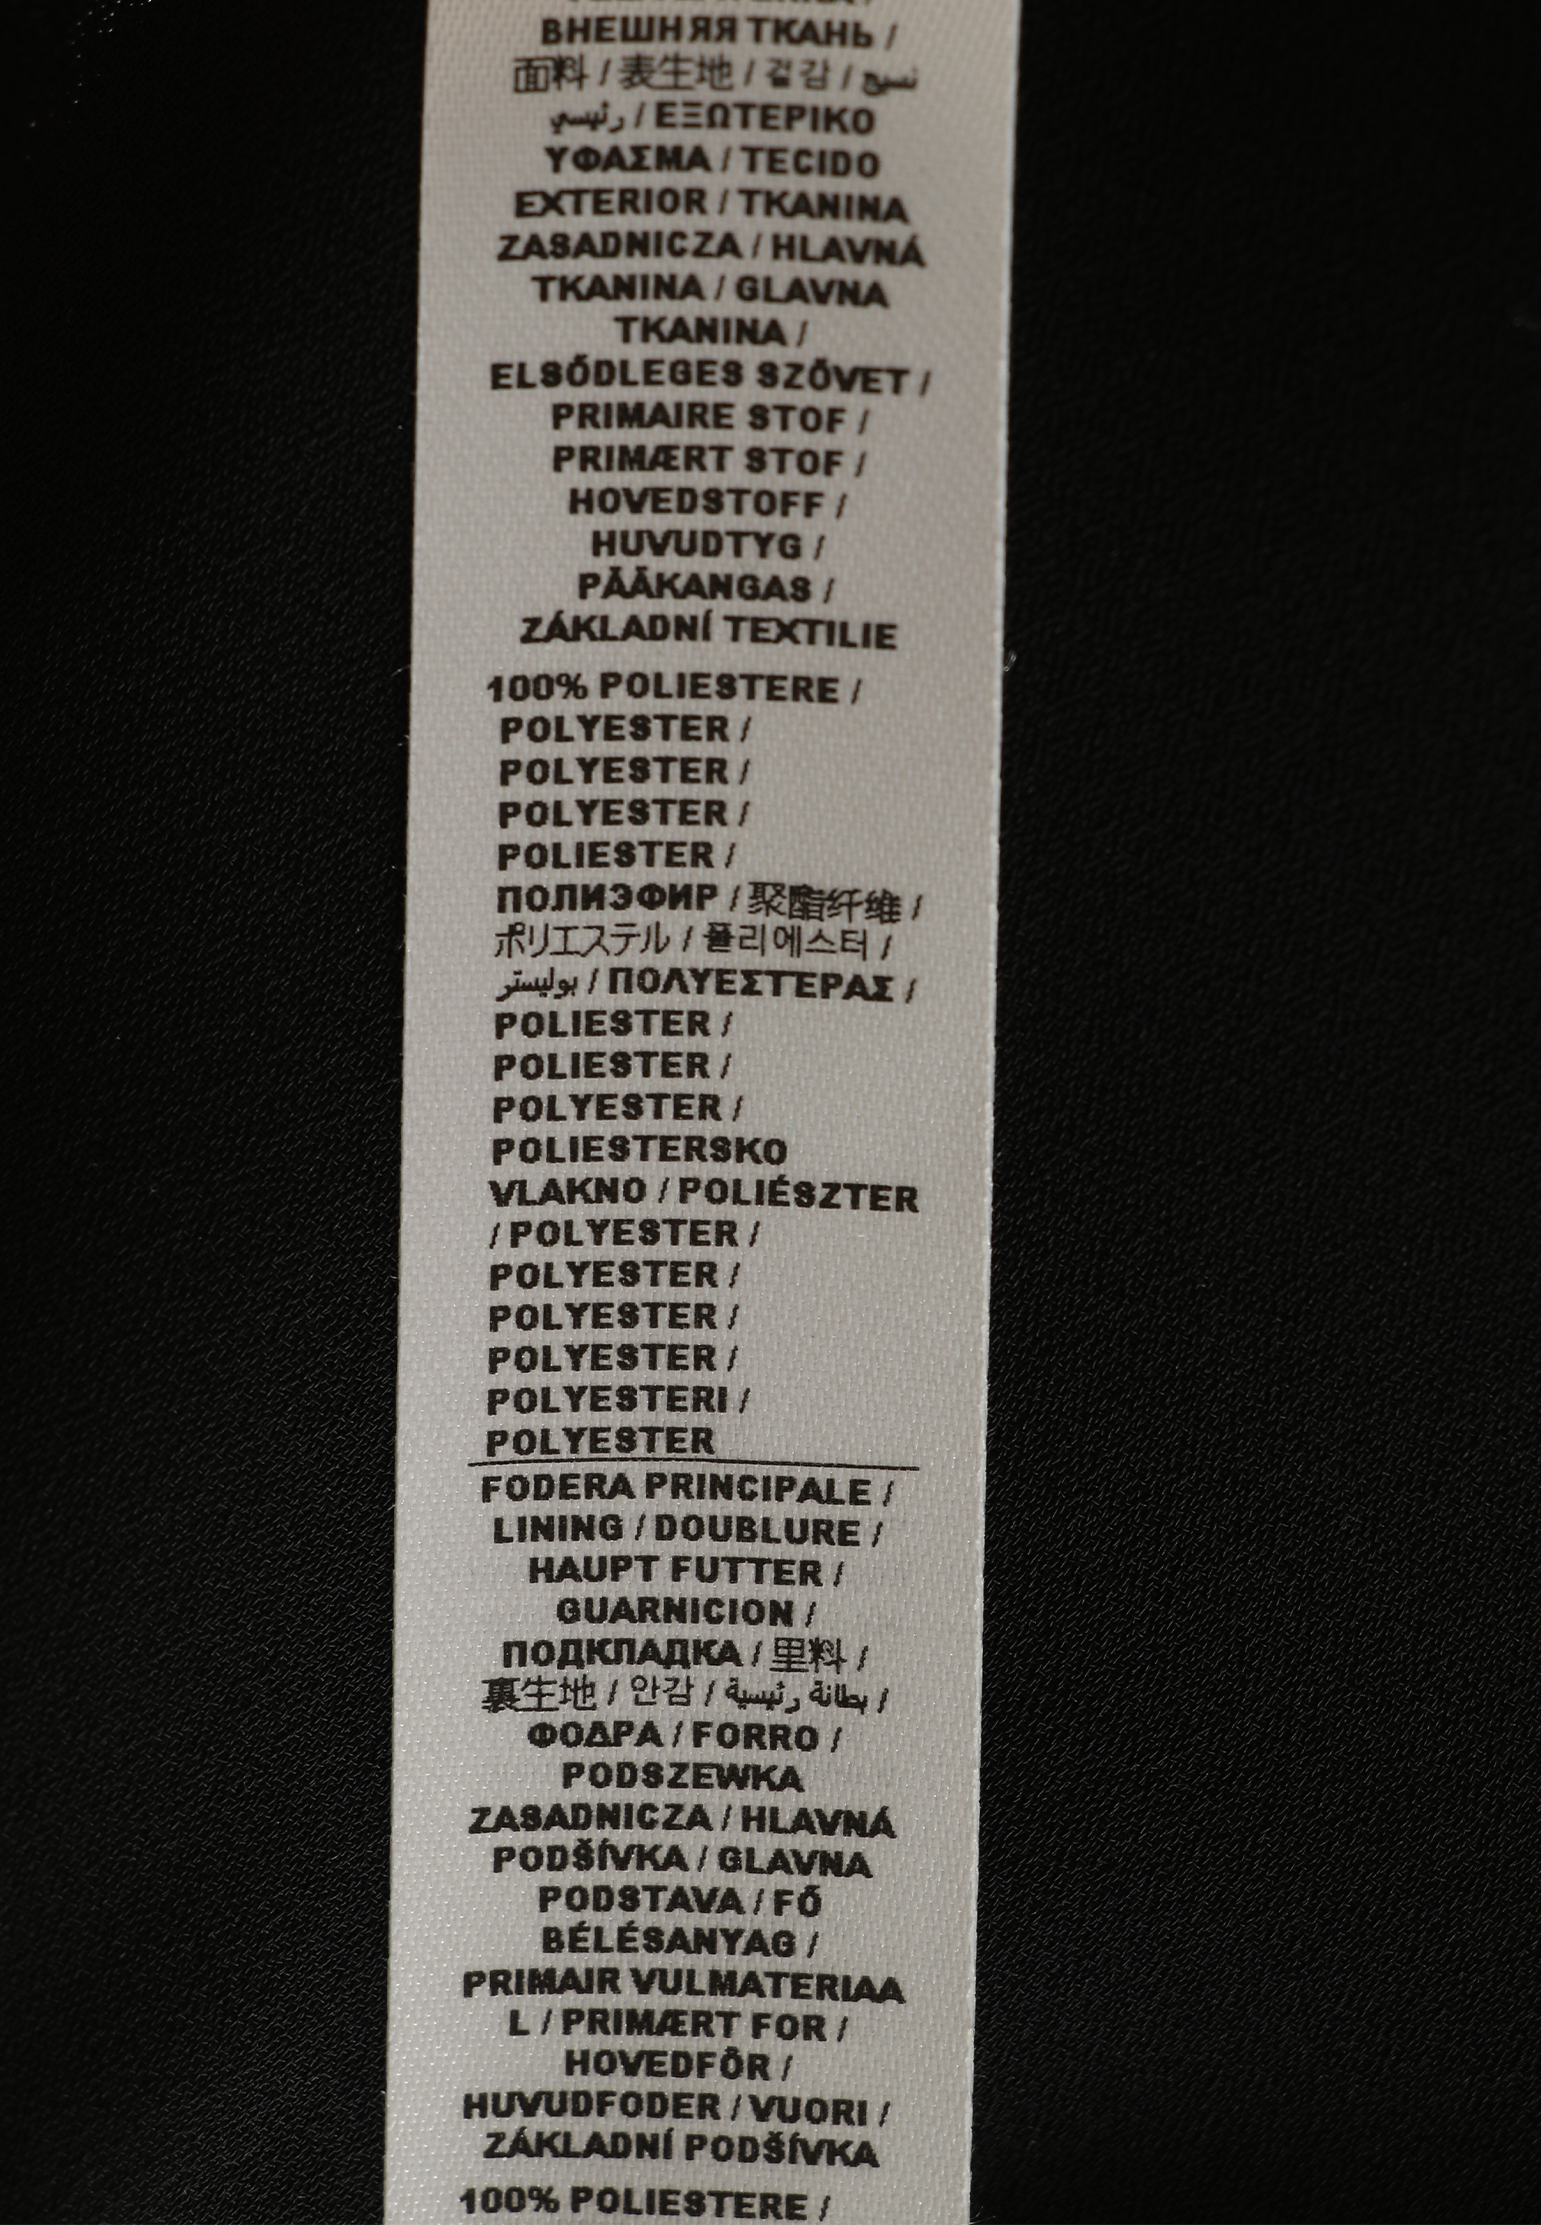 ВНЕШНЯЯ ТКАНЬ /
面料 / 表生地 / 겉감 / نسيج
رئيسي / ΕΞΩΤΕΡΙΚΟ
ΥΦΑΣΜΑ / TECIDO
EXTERIOR / TKANINA
ZASADNICZA / HLAVNÁ
TKANINA / GLAVNA
TKANINA /
ELSŐDLEGES SZŐVET /
PRIMAIRE STOF /
PRIMÆRT STOF /
HOVEDSTOFF /
HUVUDTYG /
PÄÄKANGAS /
ZÁKLADNÍ TEXTILIE
100% POLIESTERE /
POLYESTER /
POLYESTER /
POLYESTER /
POLIESTER /
ПОЛИЭФИР / 聚酯纤维 /
ポリエステル / 폴리에스터 /
بوليستر / ΠΟΛΥΕΣΤΕΡΑΣ /
POLIESTER /
POLIESTER /
POLYESTER /
POLIESTERSKO
VLAKNO / POLIÉSZTER
/ POLYESTER /
POLYESTER /
POLYESTER /
POLYESTER /
POLYESTERI /
POLYESTER
FODERA PRINCIPALE /
LINING / DOUBLURE /
HAUPT FUTTER /
GUARNICION /
ПОДКЛАДКА / 里料 /
裏生地 / 안감 / بطانة رئيسية /
ΦΟΔΡΑ / FORRO /
PODSZEWKA
ZASADNICZA / HLAVNÁ
PODŠÍVKA / GLAVNA
PODSTAVA / FŐ
BÉLÉSANYAG /
PRIMAIR VULMATERIAA
L / PRIMÆRT FOR /
HOVEDFÔR /
HUVUDFODER / VUORI /
ZÁKLADNÍ PODŠÍVKA
100% POLIESTERE /